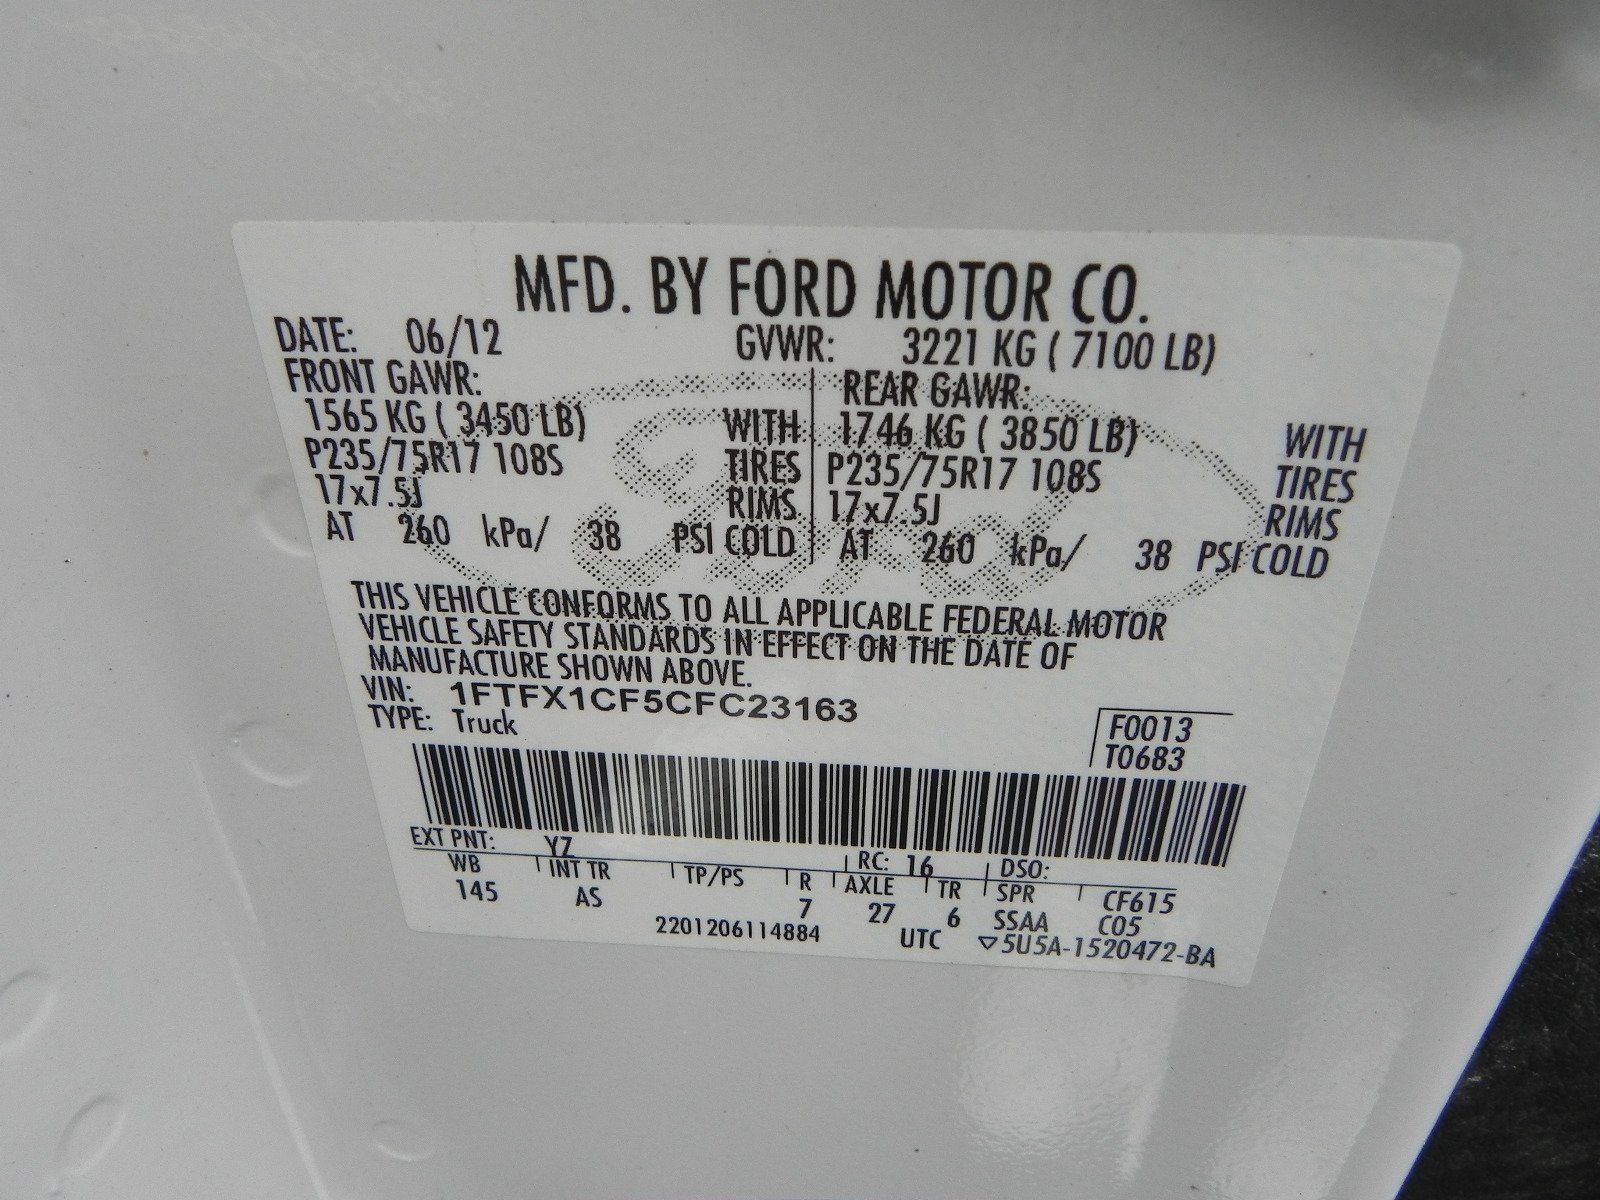 MFD. BY FORD MOTOR CO.
DATE: 06/12 GVWR: 3221 KG ( 7100 LB)
FRONT GAWR: REAR GAWR:
1565 KG ( 3450 LB) WITH 1746 KG ( 3850 LB) WITH
P235/75R17 108S TIRES P235/75R17 108S TIRES
17x7.5J RIMS 17x7.5J RIMS
AT 260 kPa/ 38 PSI COLD AT 260 kPa/ 38 PSI COLD
Ford
THIS VEHICLE CONFORMS TO ALL APPLICABLE FEDERAL MOTOR
VEHICLE SAFETY STANDARDS IN EFFECT ON THE DATE OF
MANUFACTURE SHOWN ABOVE.
VIN: 1FTFX1CF5CFC23163
TYPE: Truck
F0013
T0683
EXT PNT: YZ RC: 16 DSO:
WB INT TR TP/PS R AXLE TR SPR CF615
145 AS 7 27 6 SSAA C05
2201206114884 UTC ▽5U5A-1520472-BA